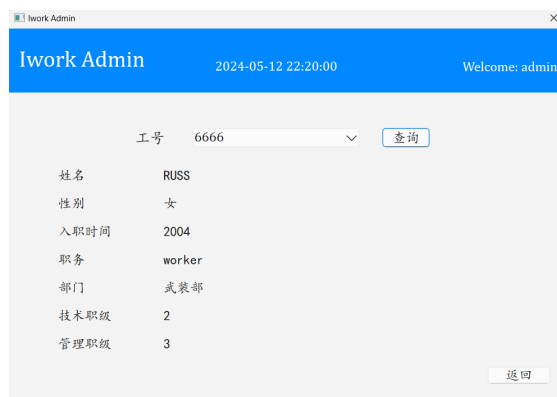 Iwork Admin
Iwork Admin 2024-05-12 22:20:00 Welcome: admin
工号 6666 查询
姓名 RUSS
性别 女
入职时间 2004
职务 worker
部门 武装部
技术职级 2
管理职级 3
返回